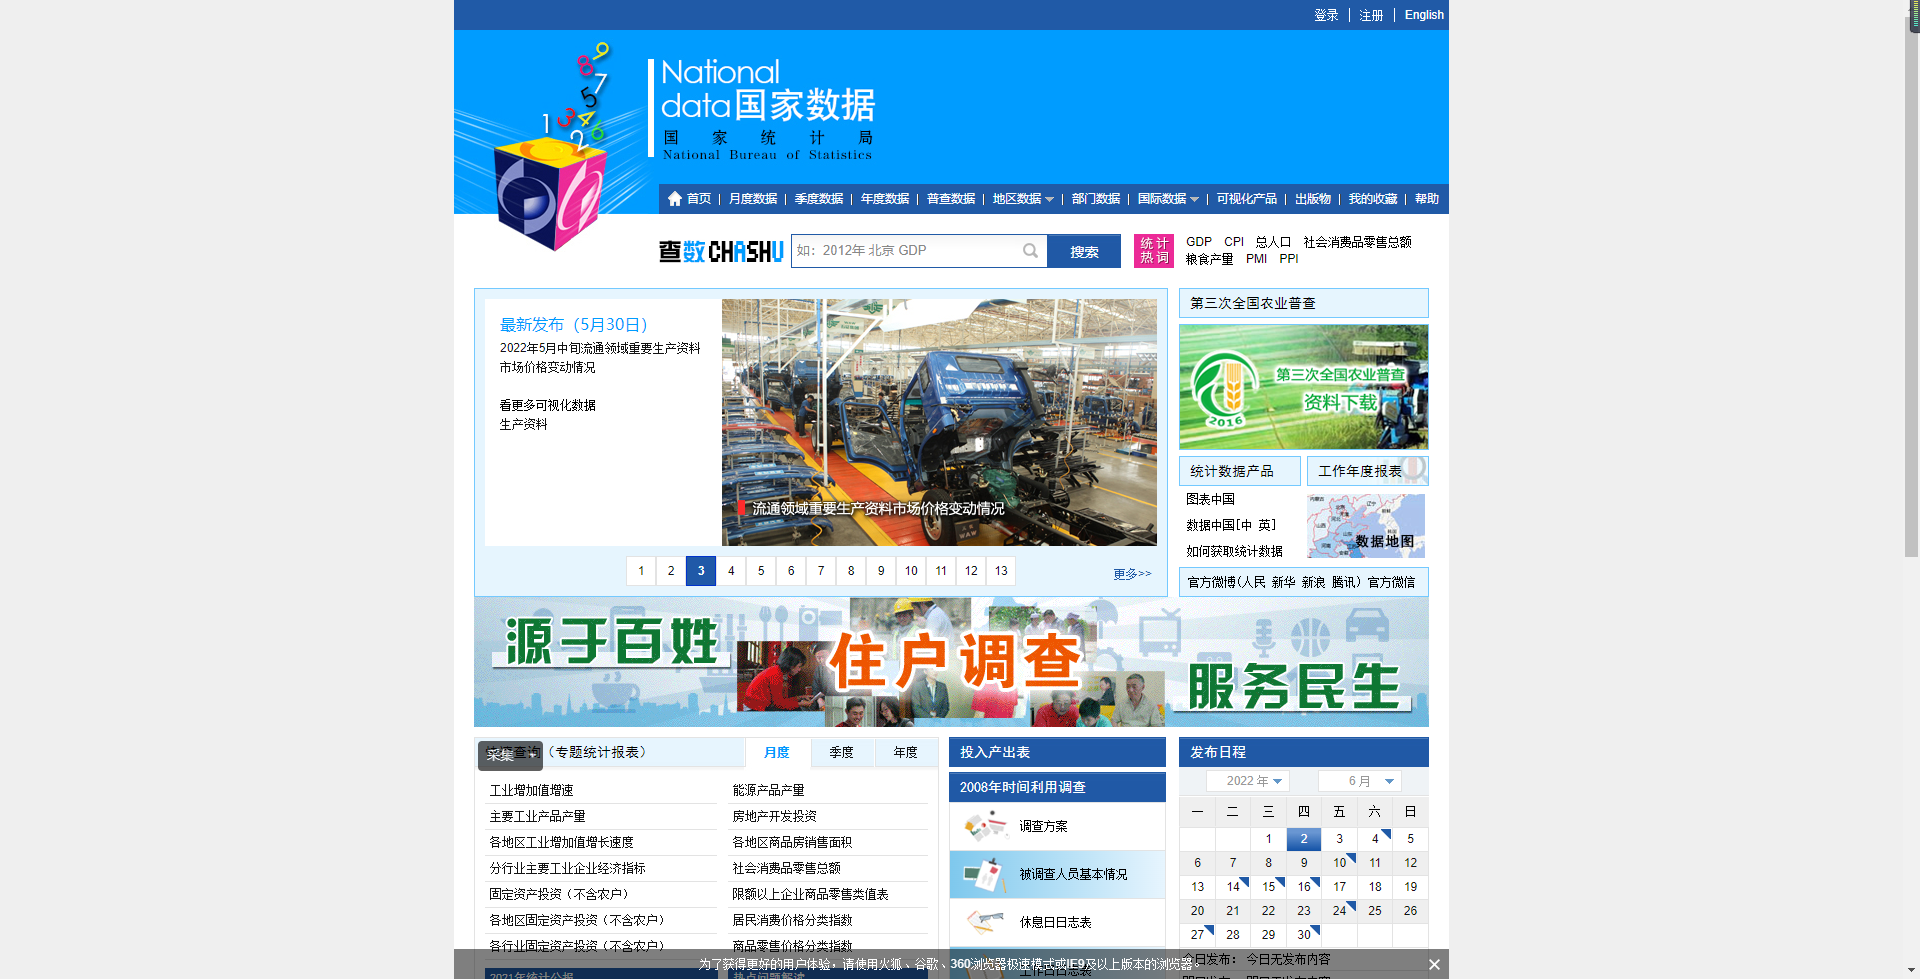 登录 | 注册 | English
National
data国家数据
国家统计局
National Bureau of Statistics
首页 | 月度数据 | 季度数据 | 年度数据 | 普查数据 | 地区数据 | 部门数据 | 国际数据 | 可视化产品 | 出版物 | 我的收藏 | 帮助
查数CHASHU 如：2012年 北京 GDP 搜索
统计热词
GDP CPI 总人口 社会消费品零售总额
粮食产量 PMI PPI
最新发布（5月30日）
2022年5月中旬流通领域重要生产资料
市场价格变动情况
看更多可视化数据
生产资料
流通领域重要生产资料市场价格变动情况
1 2 3 4 5 6 7 8 9 10 11 12 13
更多>>
第三次全国农业普查
第三次全国农业普查
资料下载
2016
统计数据产品
工作年度报表
图表中国
数据中国[中 英]
如何获取统计数据
数据地图
官方微博(人民 新华 新浪 腾讯) 官方微信
源于百姓
住户调查
服务民生
采集
查询（专题统计报表）
月度 季度 年度
工业增加值增速
主要工业产品产量
各地区工业增加值增长速度
分行业主要工业企业经济指标
固定资产投资（不含农户）
各地区固定资产投资（不含农户）
各行业固定资产投资（不含农户）
能源产品产量
房地产开发投资
各地区商品房销售面积
社会消费品零售总额
限额以上企业商品零售类值表
居民消费价格分类指数
商品零售价格分类指数
投入产出表
2008年时间利用调查
调查方案
被调查人员基本情况
休息日日志表
发布日程
2022 年 6 月
一 二 三 四 五 六 日
1 2 3 4 5
6 7 8 9 10 11 12
13 14 15 16 17 18 19
20 21 22 23 24 25 26
27 28 29 30
今日发布： 今日无发布内容
为了获得更好的用户体验，请使用火狐、谷歌、360浏览器极速模式或IE9及以上版本的浏览器。